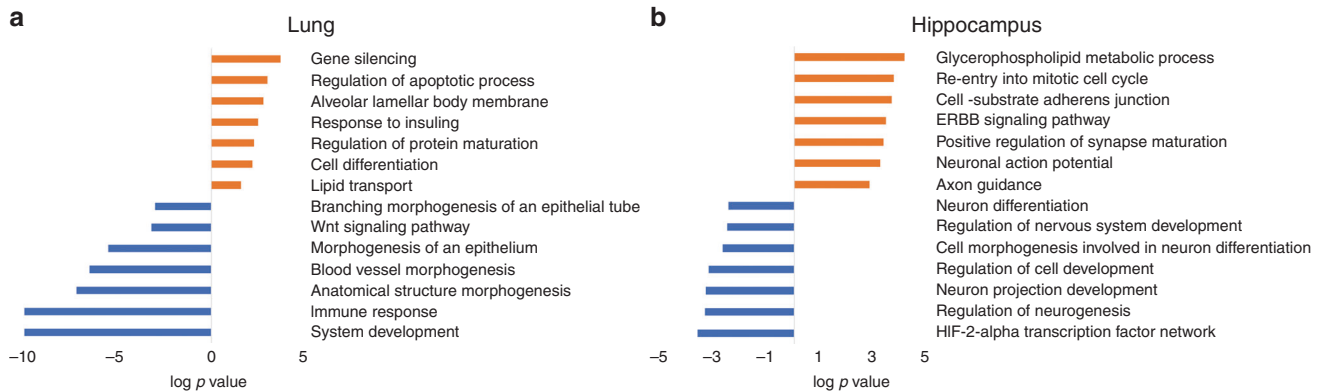 a
Lung
Gene silencing
Regulation of apoptotic process
Alveolar lamellar body membrane
Response to insuling
Regulation of protein maturation
Cell differentiation
Lipid transport
Branching morphogenesis of an epithelial tube
Wnt signaling pathway
Morphogenesis of an epithelium
Blood vessel morphogenesis
Anatomical structure morphogenesis
Immune response
System development
–10 –5 0 5
log p value
b
Hippocampus
Glycerophospholipid metabolic process
Re-entry into mitotic cell cycle
Cell -substrate adherens junction
ERBB signaling pathway
Positive regulation of synapse maturation
Neuronal action potential
Axon guidance
Neuron differentiation
Regulation of nervous system development
Cell morphogenesis involved in neuron differentiation
Regulation of cell development
Neuron projection development
Regulation of neurogenesis
HIF-2-alpha transcription factor network
–5 –3 –1 1 3 5
log p value